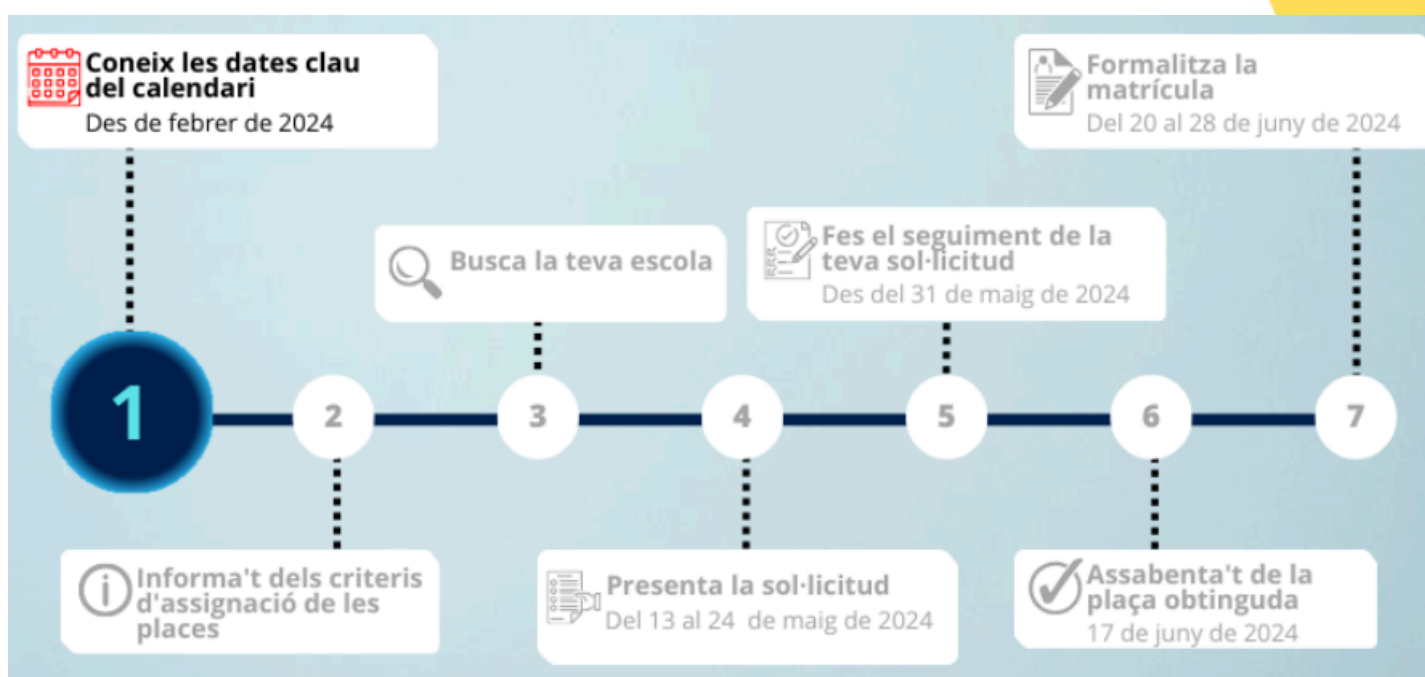 Coneix les dates clau
del calendari
Des de febrer de 2024
Formalitza la
matrícula
Del 20 al 28 de juny de 2024
Busca la teva escola
Fes el seguiment de la
teva sol·licitud
Des del 31 de maig de 2024
1
2
3
4
5
6
7
Informa't dels criteris
d'assignació de les
places
Presenta la sol·licitud
Del 13 al 24 de maig de 2024
Assabenta't de la
plaça obtinguda
17 de juny de 2024